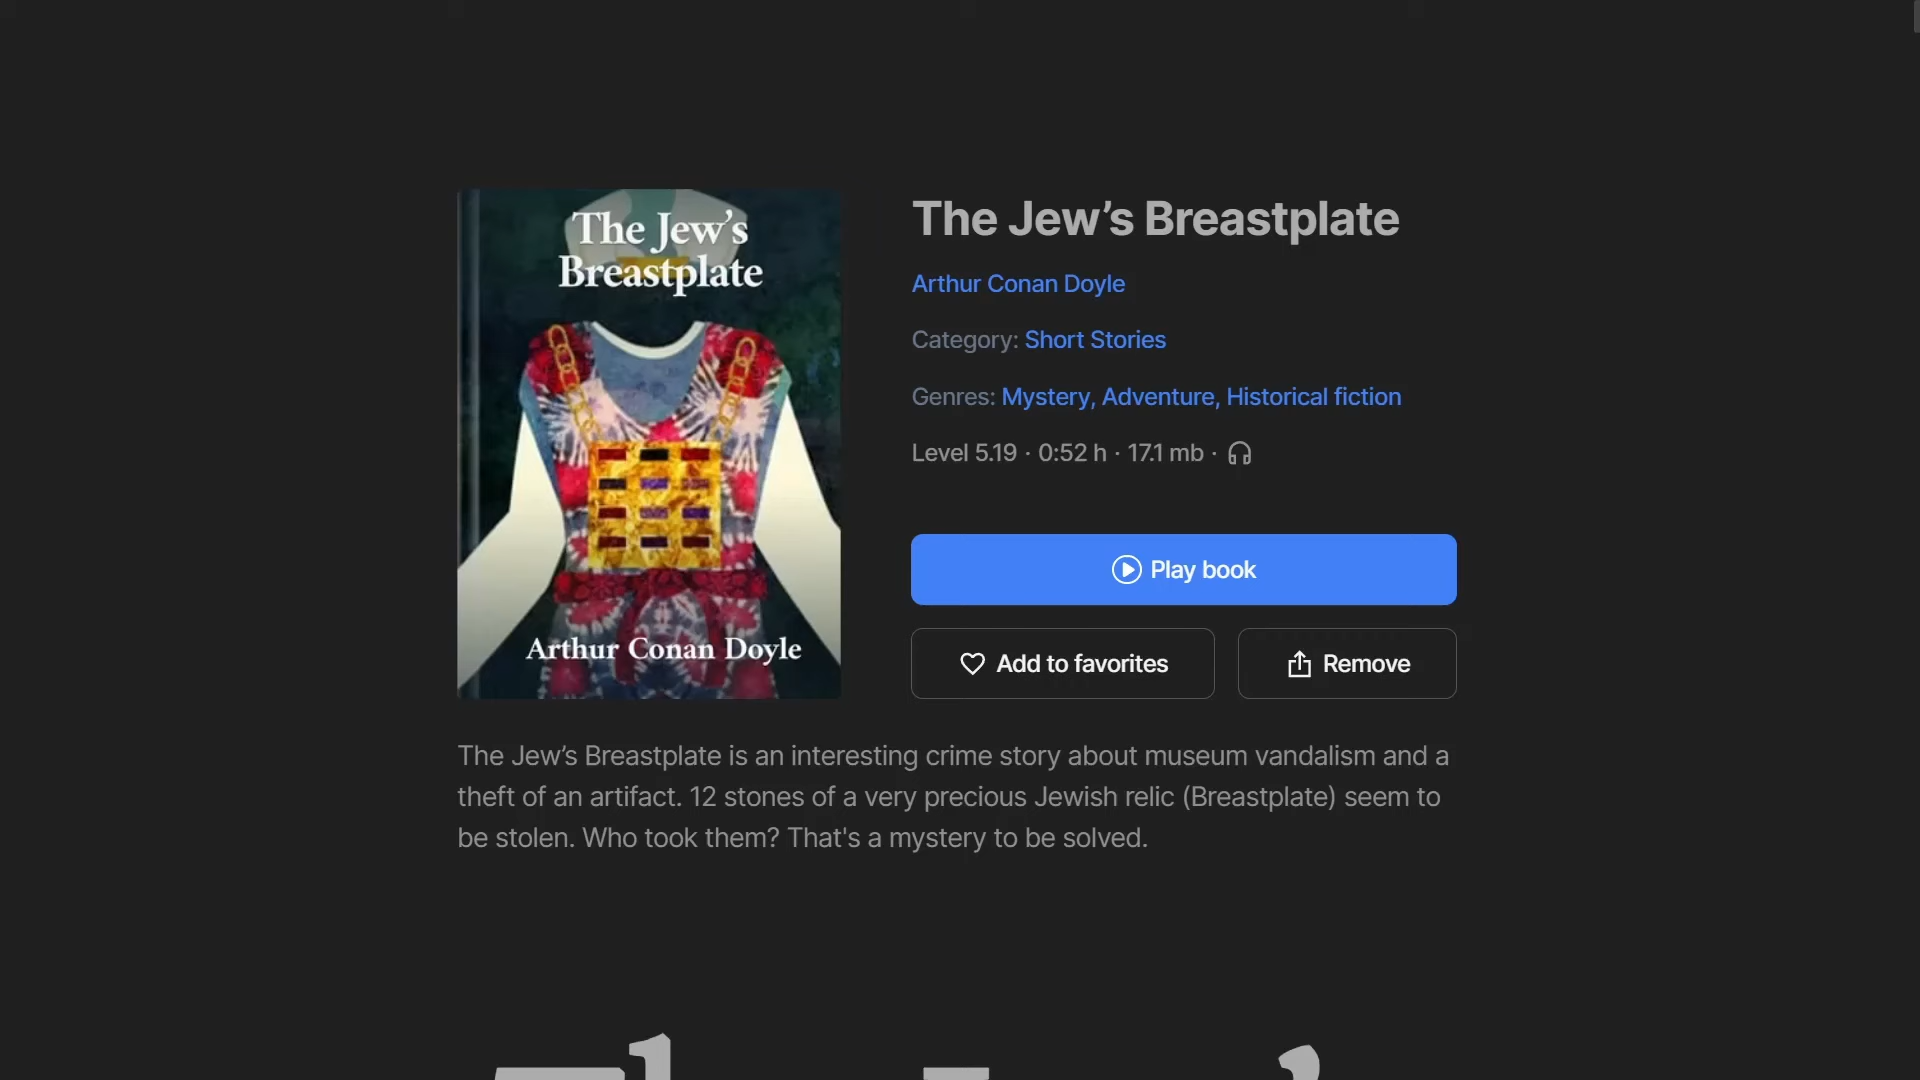 The Jew's
Breastplate
Arthur Conan Doyle
The Jew’s Breastplate
Arthur Conan Doyle
Category: Short Stories
Genres: Mystery, Adventure, Historical fiction
Level 5.19 · 0:52 h · 17.1 mb ·
Play book
Add to favorites
Remove
The Jew’s Breastplate is an interesting crime story about museum vandalism and a
theft of an artifact. 12 stones of a very precious Jewish relic (Breastplate) seem to
be stolen. Who took them? That's a mystery to be solved.